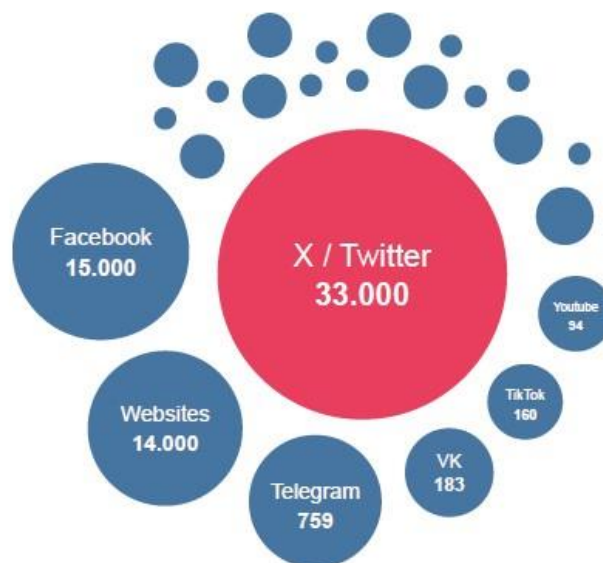 X / Twitter
33.000
Facebook
15.000
Websites
14.000
Telegram
759
VK
183
TikTok
160
Youtube
94